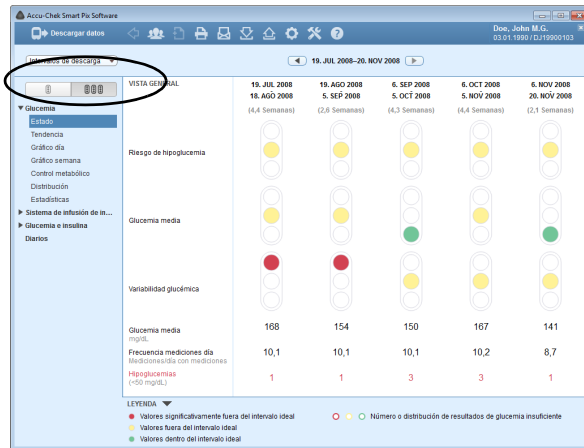 Accu-Chek Smart Pix Software
Descargar datos
Doe, John M.G.
03.01.1990 / DJ19900103
Intervalos de descarga
19. JUL 2008–20. NOV 2008
VISTA GENERAL
19. JUL 2008 19. AGO 2008 6. SEP 2008 6. OCT 2008 6. NOV 2008
18. AGO 2008 5. SEP 2008 5. OCT 2008 5. NOV 2008 20. NOV 2008
(4,4 Semanas) (2,6 Semanas) (4,3 Semanas) (4,4 Semanas) (2,1 Semanas)
Glucemia
Estado
Tendencia
Gráfico día
Gráfico semana
Control metabólico
Distribución
Estadísticas
Sistema de infusión de in...
Glucemia e insulina
Diarios
Riesgo de hipoglucemia
Glucemia media
Variabilidad glucémica
Glucemia media 168 154 150 167 141
mg/dL
Frecuencia mediciones día 10,1 10,1 10,1 10,2 8,7
Mediciones/día con mediciones
Hipoglucemias 1 1 3 3 1
(<50 mg/dL)
LEYENDA
Valores significativamente fuera del intervalo ideal
Número o distribución de resultados de glucemia insuficiente
Valores fuera del intervalo ideal
Valores dentro del intervalo ideal